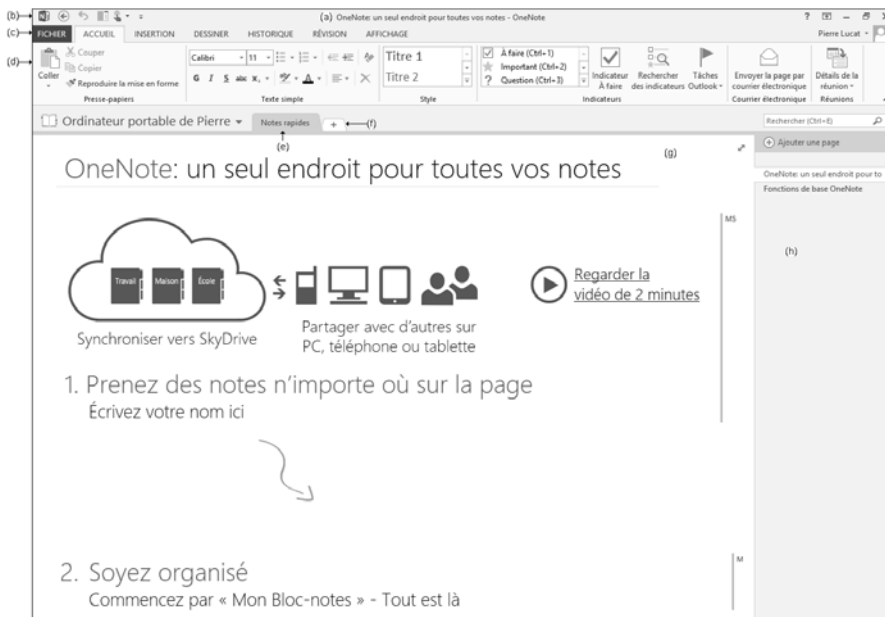 (b) (a) OneNote: un seul endroit pour toutes vos notes - OneNote ?
(c) FICHIER ACCUEIL INSERTION DESSINER HISTORIQUE RÉVISION AFFICHAGE Pierre Lucat
(d)
Coller
Couper
Copier
Reproduire la mise en forme
Presse-papiers
Calibri 11
G I S abc x,
Texte simple
Titre 1
Titre 2
Style
À faire (Ctrl+1)
Important (Ctrl+2)
? Question (Ctrl+3)
Indicateur
À faire
Rechercher
des indicateurs
Tâches
Outlook
Indicateurs
Envoyer la page par
courrier électronique
Courrier électronique
Détails de la
réunion
Réunions
Ordinateur portable de Pierre Notes rapides + (f)
(e)
Rechercher (Ctrl+E)
(g)
Ajouter une page
OneNote: un seul endroit pour toutes vos notes
OneNote: un seul endroit pour to
Fonctions de base OneNote
(h)
MS
Travail Maison École
Regarder la
vidéo de 2 minutes
Synchroniser vers SkyDrive
Partager avec d'autres sur
PC, téléphone ou tablette
1. Prenez des notes n'importe où sur la page
Écrivez votre nom ici
M
2. Soyez organisé
Commencez par « Mon Bloc-notes » - Tout est là